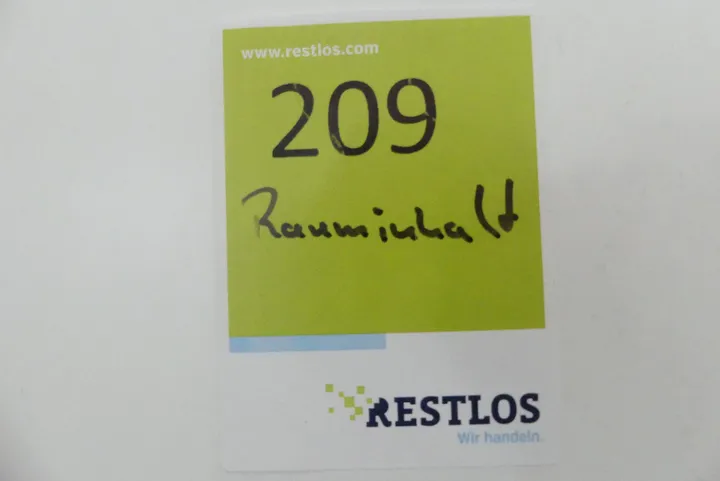 www.restlos.com
209
Rauminhalt
RESTLOS
Wir handeln.